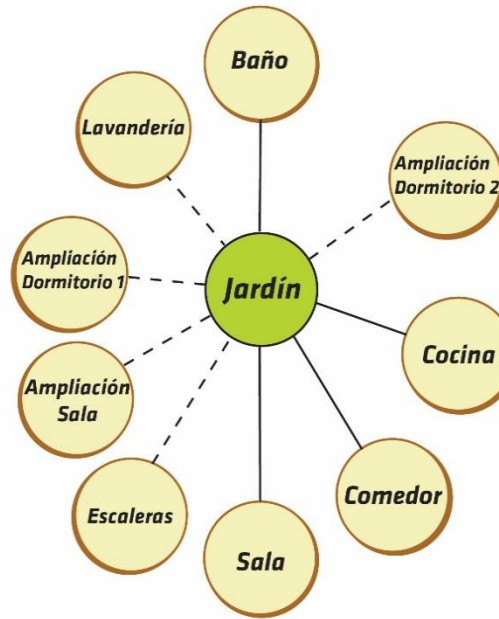 Baño
Lavandería
Ampliación
Dormitorio 2
Ampliación
Dormitorio 1
Jardín
Cocina
Ampliación
Sala
Comedor
Escaleras
Sala